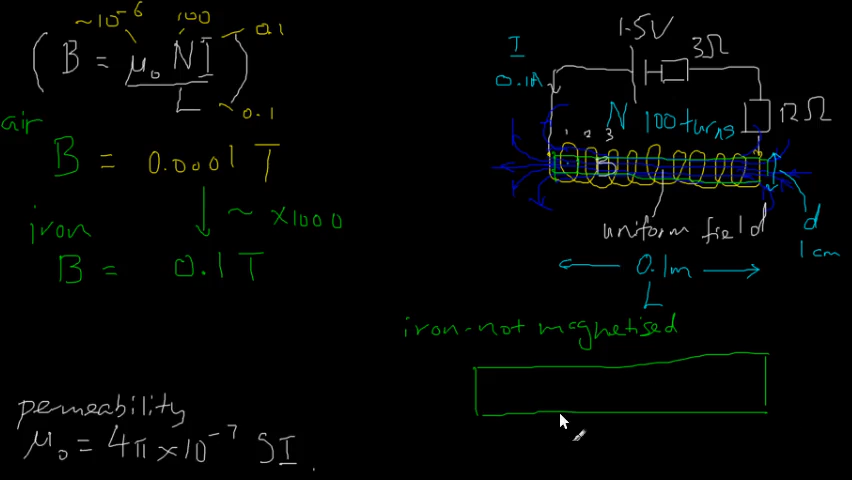 ~10⁻⁶ 100
(B = μ₀ N I / L) 0.1
~ 0.1
air
B = 0.0001 T
~ ×1000
iron
B = 0.1 T
permeability
μ₀ = 4π×10⁻⁷ SI.
1.5V
I
0.1A
3Ω
12Ω
N 100 turns
1 2 3
B
uniform field
d
1cm
0.1m
L
iron-not magnetised